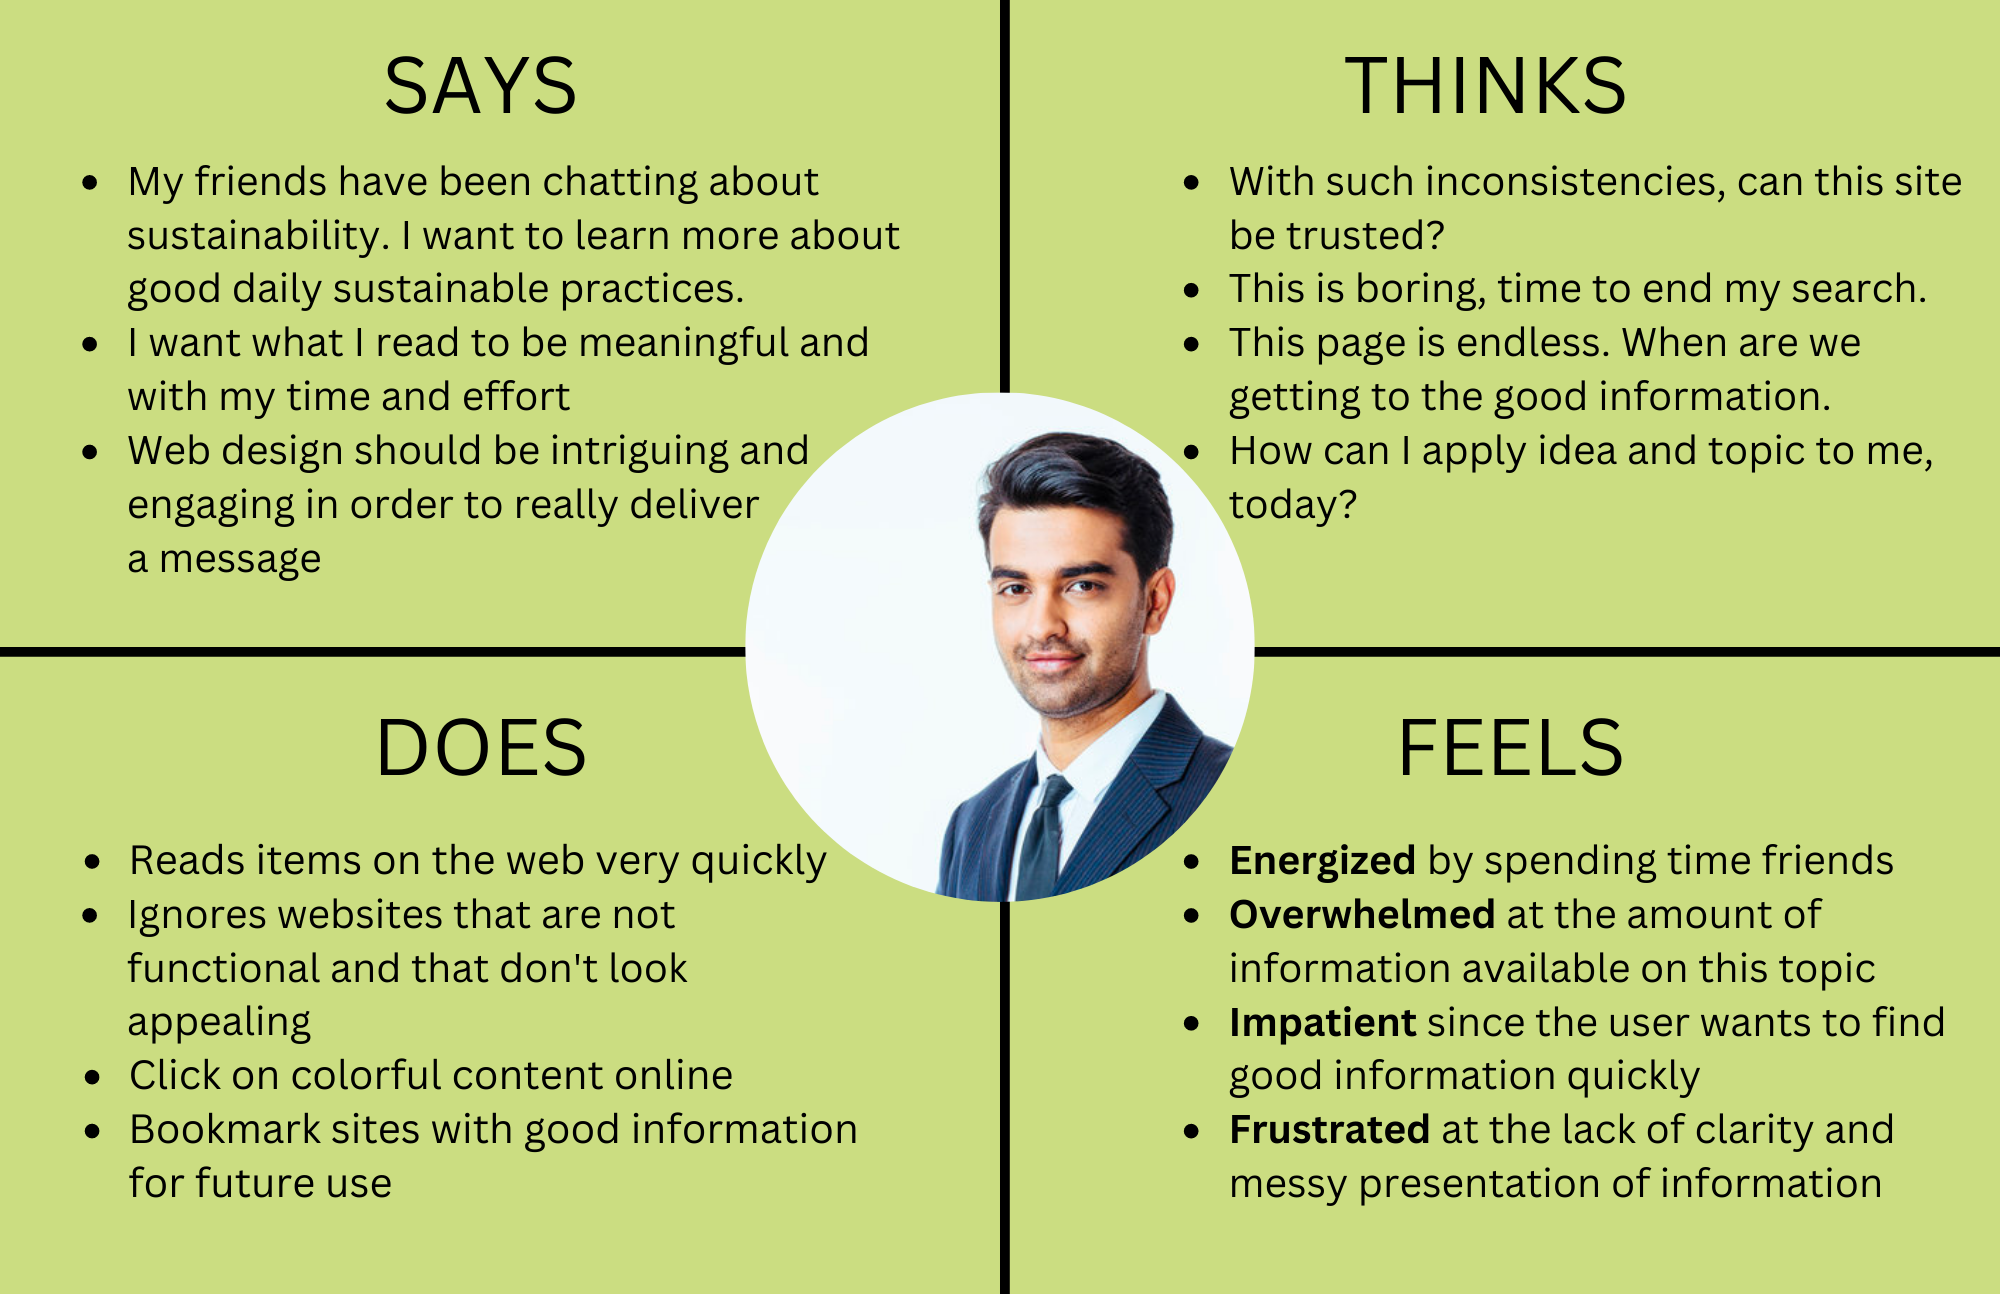 SAYS
• My friends have been chatting about
sustainability. I want to learn more about
good daily sustainable practices.
• I want what I read to be meaningful and
with my time and effort
• Web design should be intriguing and
engaging in order to really deliver
a message
THINKS
• With such inconsistencies, can this site
be trusted?
• This is boring, time to end my search.
• This page is endless. When are we
getting to the good information.
• How can I apply idea and topic to me,
today?
DOES
• Reads items on the web very quickly
• Ignores websites that are not
functional and that don't look
appealing
• Click on colorful content online
• Bookmark sites with good information
for future use
FEELS
• Energized by spending time friends
• Overwhelmed at the amount of
information available on this topic
• Impatient since the user wants to find
good information quickly
• Frustrated at the lack of clarity and
messy presentation of information